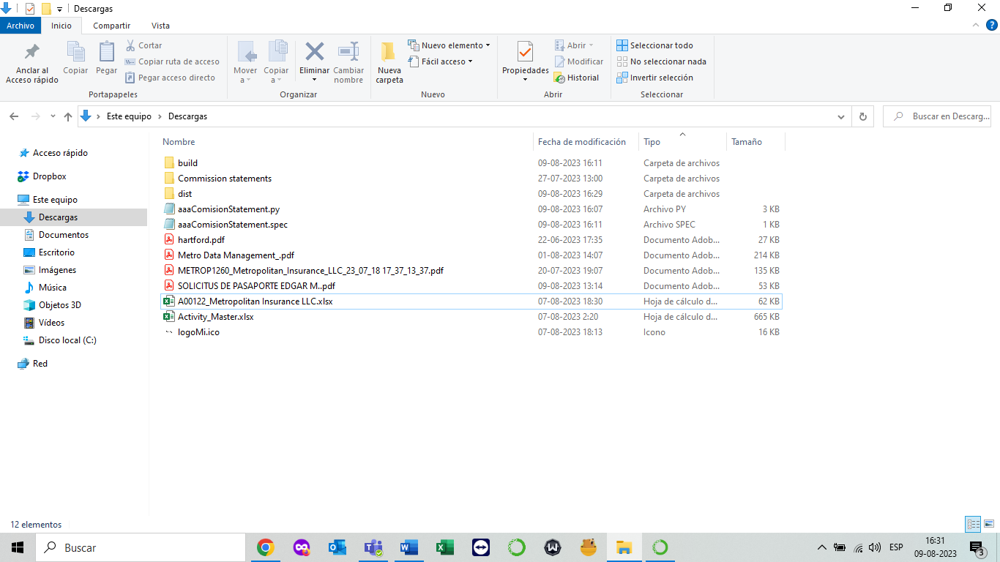 Descargas
Archivo Inicio Compartir Vista
Anclar al Acceso rápido
Copiar
Pegar
Cortar
Copiar ruta de acceso
Pegar acceso directo
Portapapeles
Mover a
Copiar a
Eliminar
Cambiar nombre
Organizar
Nueva carpeta
Nuevo elemento
Fácil acceso
Nuevo
Propiedades
Abrir
Modificar
Historial
Abrir
Seleccionar todo
No seleccionar nada
Invertir selección
Seleccionar
Este equipo > Descargas
Buscar en Descarg...
Acceso rápido
Dropbox
Este equipo
Descargas
Documentos
Escritorio
Imágenes
Música
Objetos 3D
Vídeos
Disco local (C:)
Red
Nombre Fecha de modificación Tipo Tamaño
build 09-08-2023 16:11 Carpeta de archivos
Commission statements 27-07-2023 13:00 Carpeta de archivos
dist 09-08-2023 16:29 Carpeta de archivos
aaaComisionStatement.py 09-08-2023 16:07 Archivo PY 3 KB
aaaComisionStatement.spec 09-08-2023 16:11 Archivo SPEC 1 KB
hartford.pdf 22-06-2023 17:35 Documento Adob... 27 KB
Metro Data Management_.pdf 01-08-2023 14:07 Documento Adob... 214 KB
METROP1260_Metropolitan_Insurance_LLC_23_07_18 17_37_13_37.pdf 20-07-2023 19:07 Documento Adob... 135 KB
SOLICITUS DE PASAPORTE EDGAR M..pdf 09-08-2023 13:14 Documento Adob... 53 KB
A00122_Metropolitan Insurance LLC.xlsx 07-08-2023 18:30 Hoja de cálculo d... 62 KB
Activity_Master.xlsx 07-08-2023 2:20 Hoja de cálculo d... 665 KB
logoMi.ico 07-08-2023 18:13 Icono 16 KB
12 elementos
Buscar
ESP
16:31
09-08-2023
3